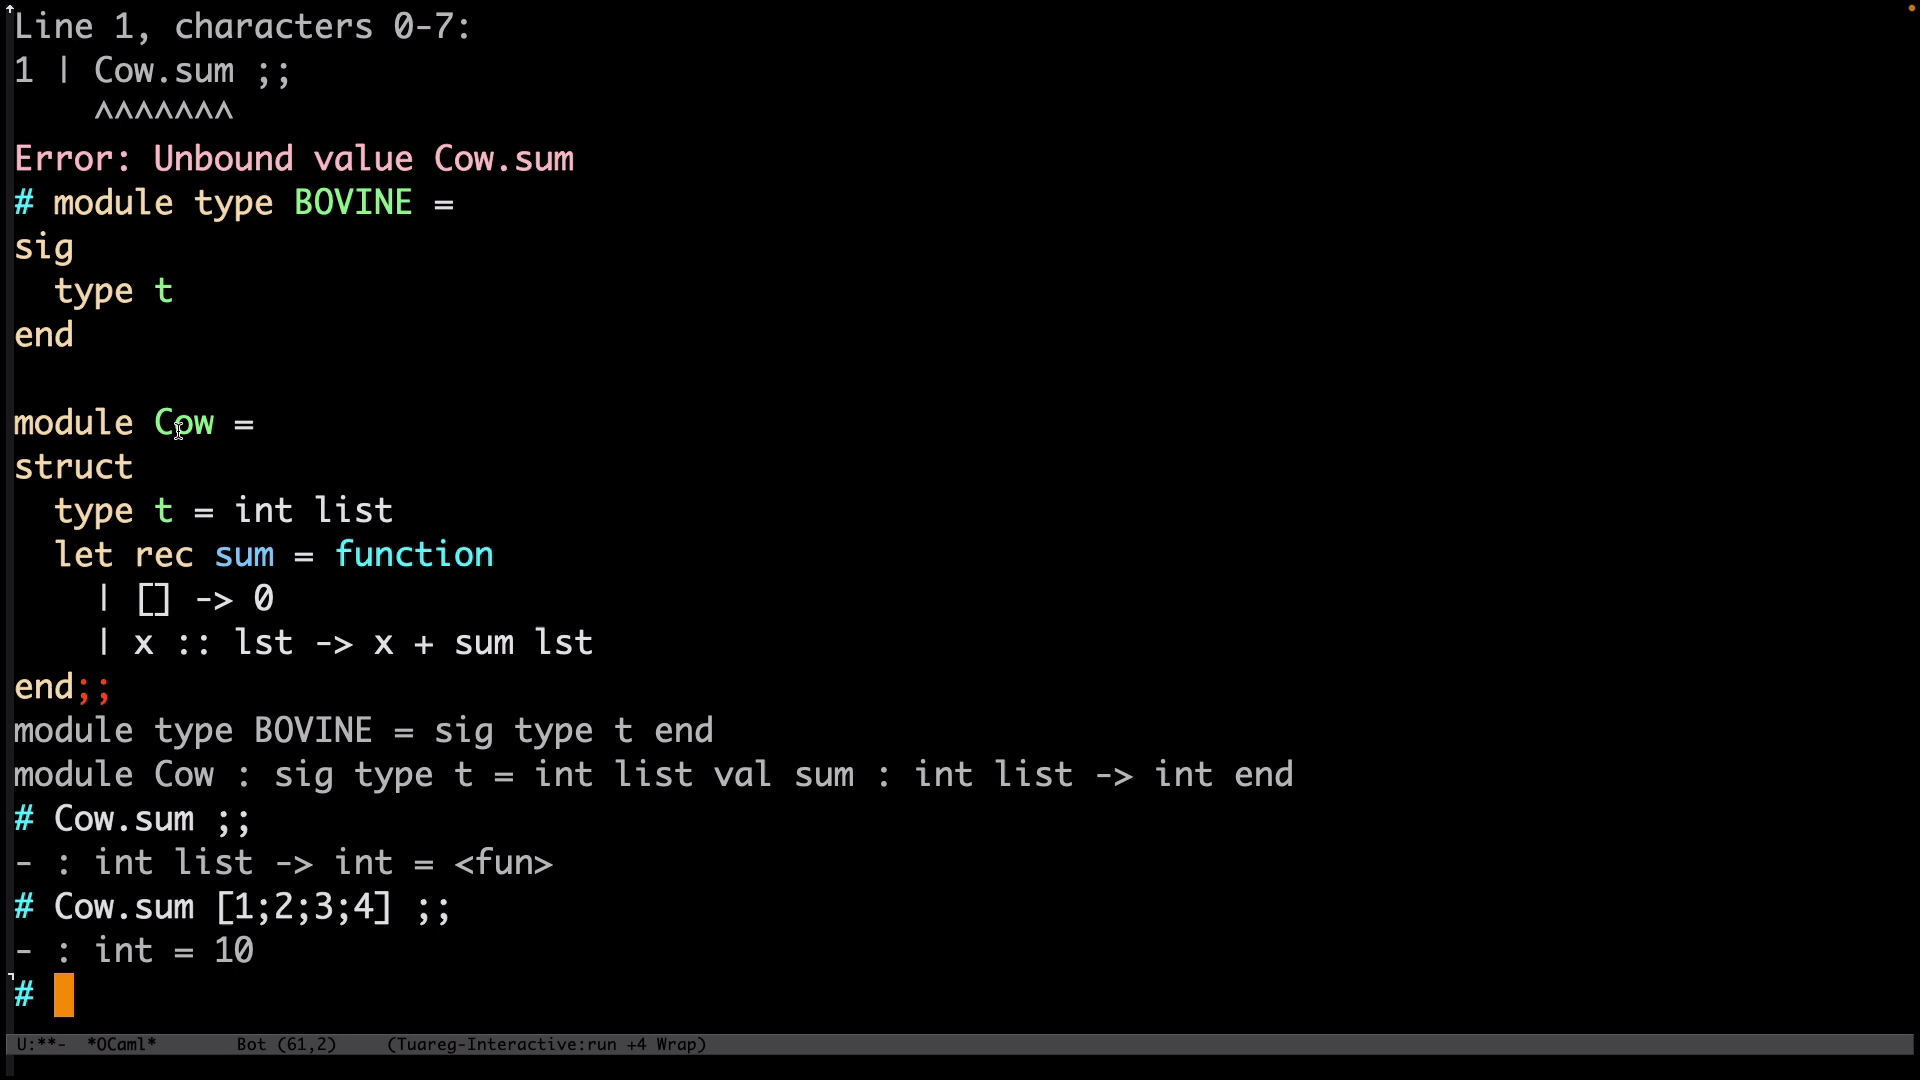 Line 1, characters 0-7:
1 | Cow.sum ;;
    ^^^^^^^
Error: Unbound value Cow.sum
# module type BOVINE =
sig
  type t
end

module Cow =
struct
  type t = int list
  let rec sum = function
    | [] -> 0
    | x :: lst -> x + sum lst
end;;
module type BOVINE = sig type t end
module Cow : sig type t = int list val sum : int list -> int end
# Cow.sum ;;
- : int list -> int = <fun>
# Cow.sum [1;2;3;4] ;;
- : int = 10
#
U:**-  *OCaml*        Bot (61,2)     (Tuareg-Interactive:run +4 Wrap)